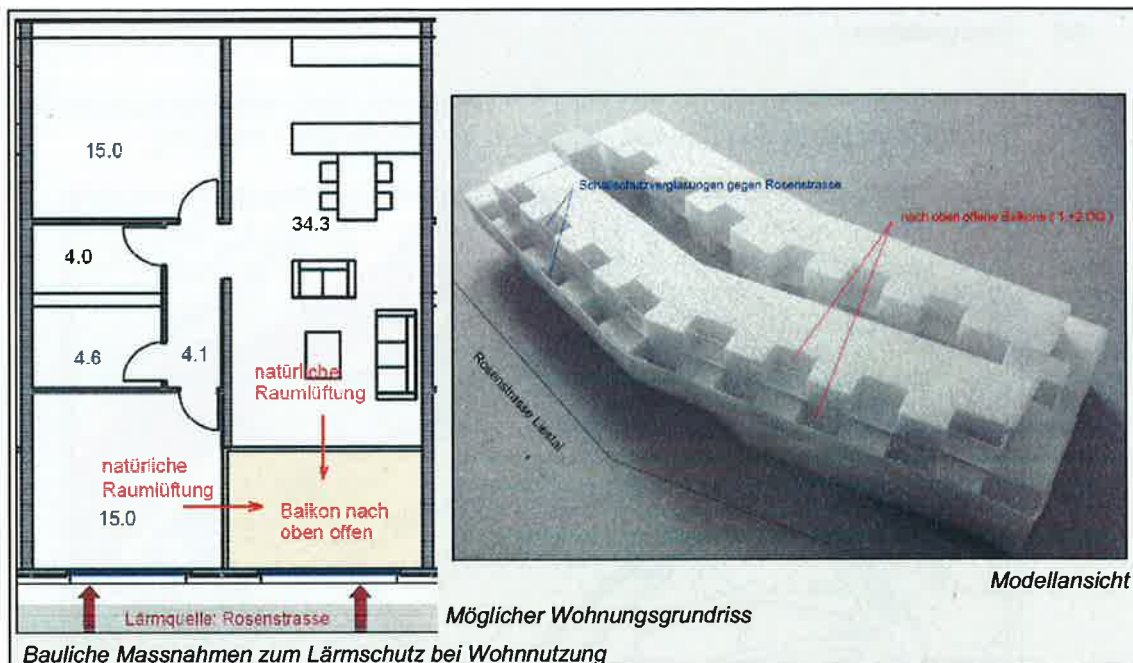 15.0
34.3
4.0
4.6
4.1
natürliche
Raumlüftung
natürliche
Raumlüftung
15.0
Balkon nach
oben offen
Lärmquelle: Rosenstrasse
Schallschutzverglasungen gegen Rosenstrasse
nach oben offene Balkone ( 1.+2.OG )
Rosenstrasse Liestal
Modellansicht
Möglicher Wohnungsgrundriss
Bauliche Massnahmen zum Lärmschutz bei Wohnnutzung